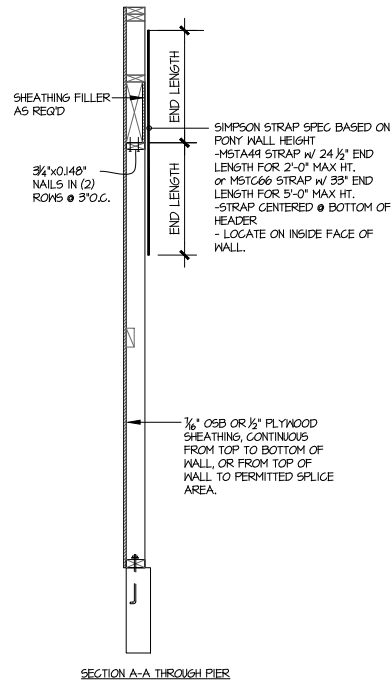 SHEATHING FILLER
AS REQ'D
3¼"x0.148"
NAILS IN (2)
ROWS @ 3"O.C.
END LENGTH
END LENGTH
SIMPSON STRAP SPEC BASED ON
PONY WALL HEIGHT
-MSTA49 STRAP W/ 24 ½" END
LENGTH FOR 2'-0" MAX HT.
or MSTC66 STRAP W/ 33" END
LENGTH FOR 5'-0" MAX HT.
-STRAP CENTERED @ BOTTOM OF
HEADER
- LOCATE ON INSIDE FACE OF
WALL.
7/16" OSB OR ½" PLYWOOD
SHEATHING, CONTINUOUS
FROM TOP TO BOTTOM OF
WALL, OR FROM TOP OF
WALL TO PERMITTED SPLICE
AREA.
SECTION A-A THROUGH PIER